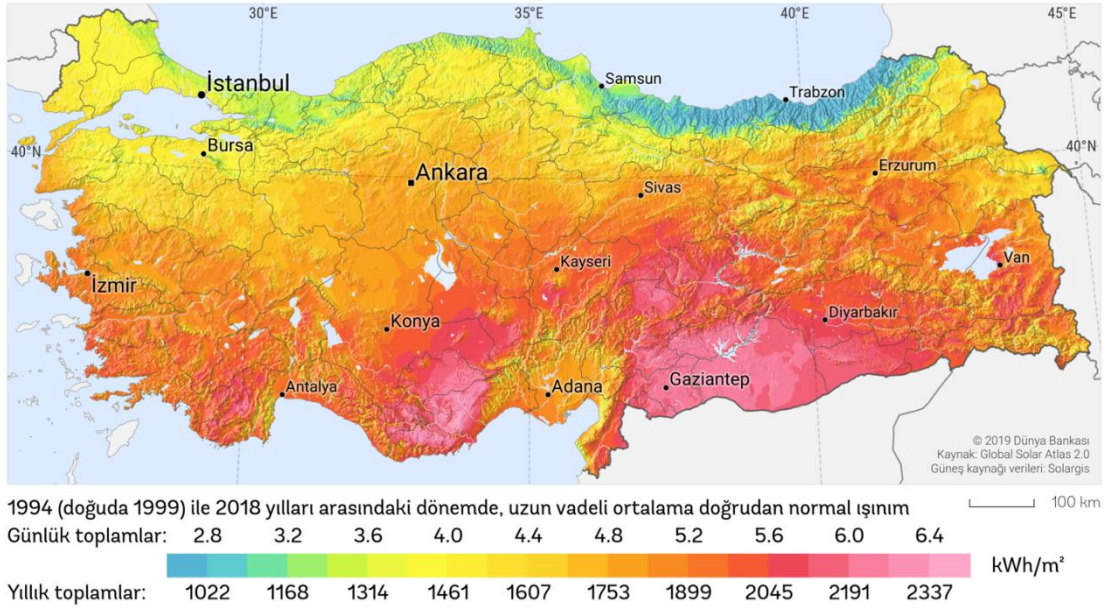 30°E 35°E 40°E 45°E
Samsun
İstanbul
Trabzon
40°N Bursa 40°N
Ankara Erzurum
Sivas
Kayseri Van
İzmir
Konya Diyarbakır
Antalya Adana Gaziantep
© 2019 Dünya Bankası
Kaynak: Global Solar Atlas 2.0
Güneş kaynağı verileri: Solargis
1994 (doğuda 1999) ile 2018 yılları arasındaki dönemde, uzun vadeli ortalama doğrudan normal ışınım 100 km
Günlük toplamlar: 2.8 3.2 3.6 4.0 4.4 4.8 5.2 5.6 6.0 6.4
kWh/m²
Yıllık toplamlar: 1022 1168 1314 1461 1607 1753 1899 2045 2191 2337